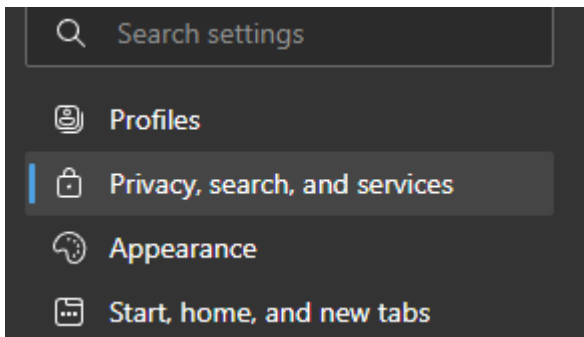 Search settings
Profiles
Privacy, search, and services
Appearance
Start, home, and new tabs